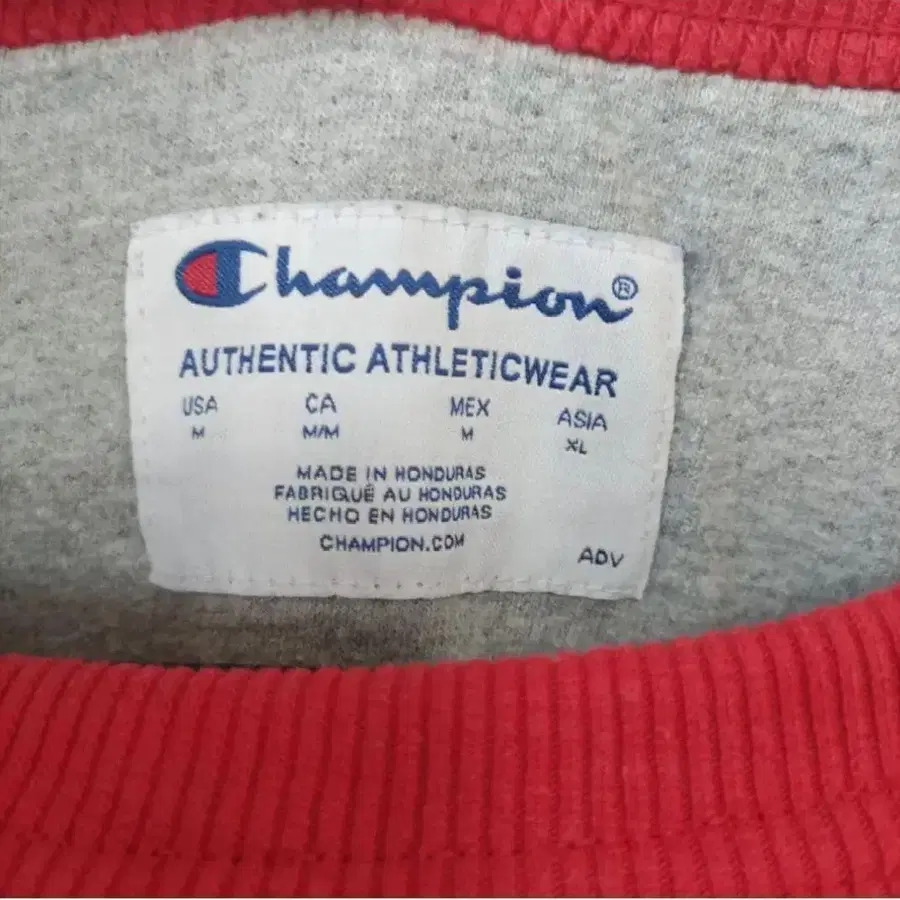 Champion®
AUTHENTIC ATHLETICWEAR
USA CA MEX ASIA
M M/M M XL
MADE IN HONDURAS
FABRIQUÉ AU HONDURAS
HECHO EN HONDURAS
CHAMPION.COM
ADV